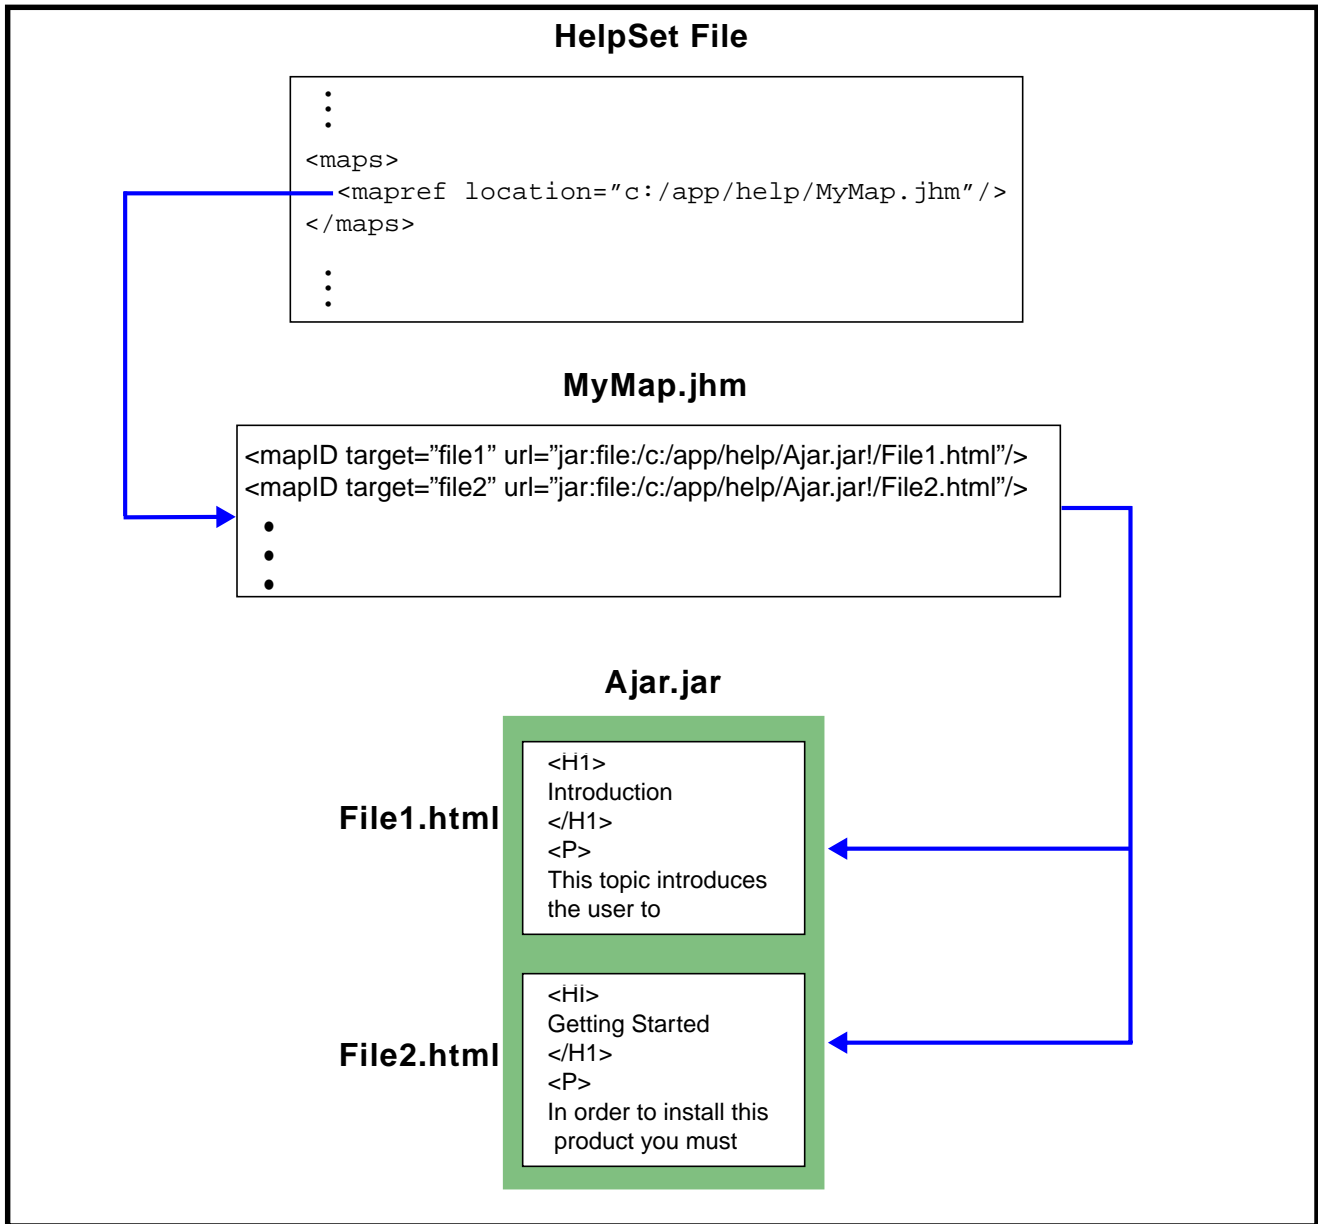 HelpSet File
<maps>
<mapref location=″c:/app/help/MyMap.jhm″/>
</maps>
MyMap.jhm
<mapID target=”file1” url=”jar:file:/c:/app/help/Ajar.jar!/File1.html”/>
<mapID target=”file2” url=”jar:file:/c:/app/help/Ajar.jar!/File2.html”/>
Ajar.jar
File1.html
<H1>
Introduction
</H1>
<P>
This topic introduces
the user to
File2.html
<HI>
Getting Started
</H1>
<P>
In order to install this
product you must